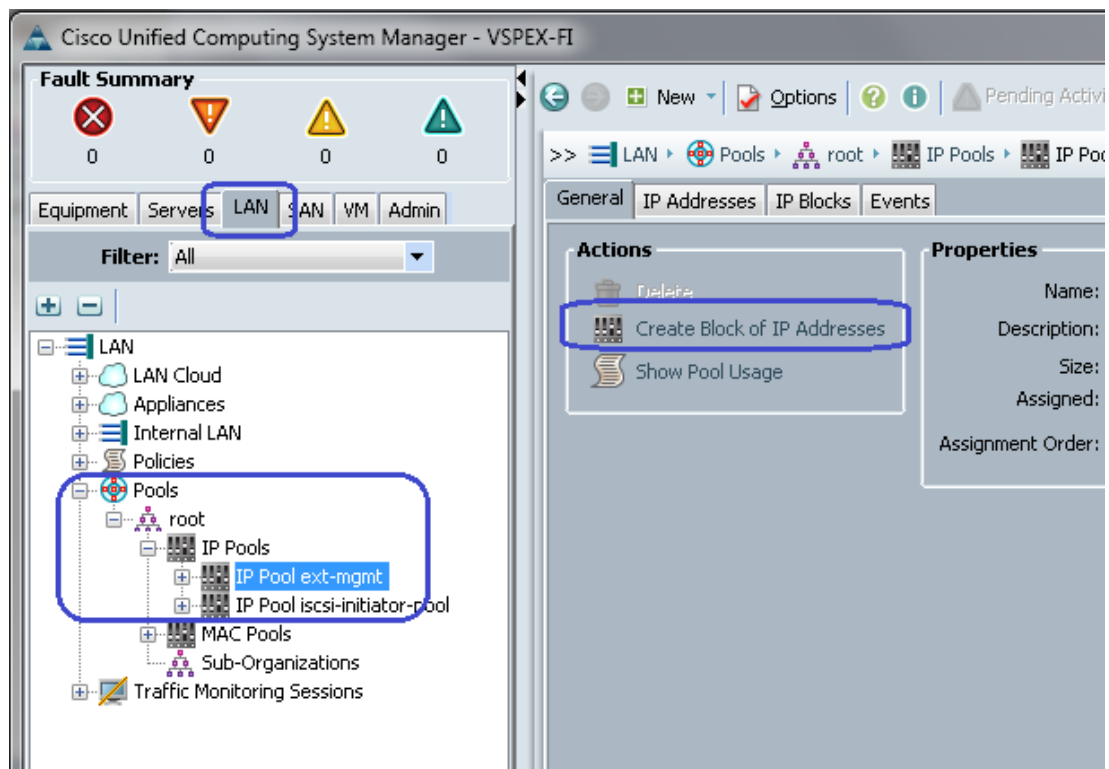 Cisco Unified Computing System Manager - VSPEX-FI
Fault Summary
0 0 0 0
Equipment Servers LAN SAN VM Admin
Filter: All
LAN
LAN Cloud
Appliances
Internal LAN
Policies
Pools
root
IP Pools
IP Pool ext-mgmt
IP Pool iscsi-initiator-pool
MAC Pools
Sub-Organizations
Traffic Monitoring Sessions
New Options Pending Activi
>> LAN Pools root IP Pools IP Poo
General IP Addresses IP Blocks Events
Actions
Delete
Create Block of IP Addresses
Show Pool Usage
Properties
Name:
Description:
Size:
Assigned:
Assignment Order: